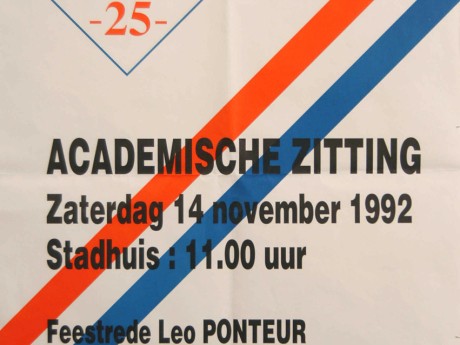 -25-
ACADEMISCHE ZITTING
Zaterdag 14 november 1992
Stadhuis : 11.00 uur
Feestrede Leo PONTEUR